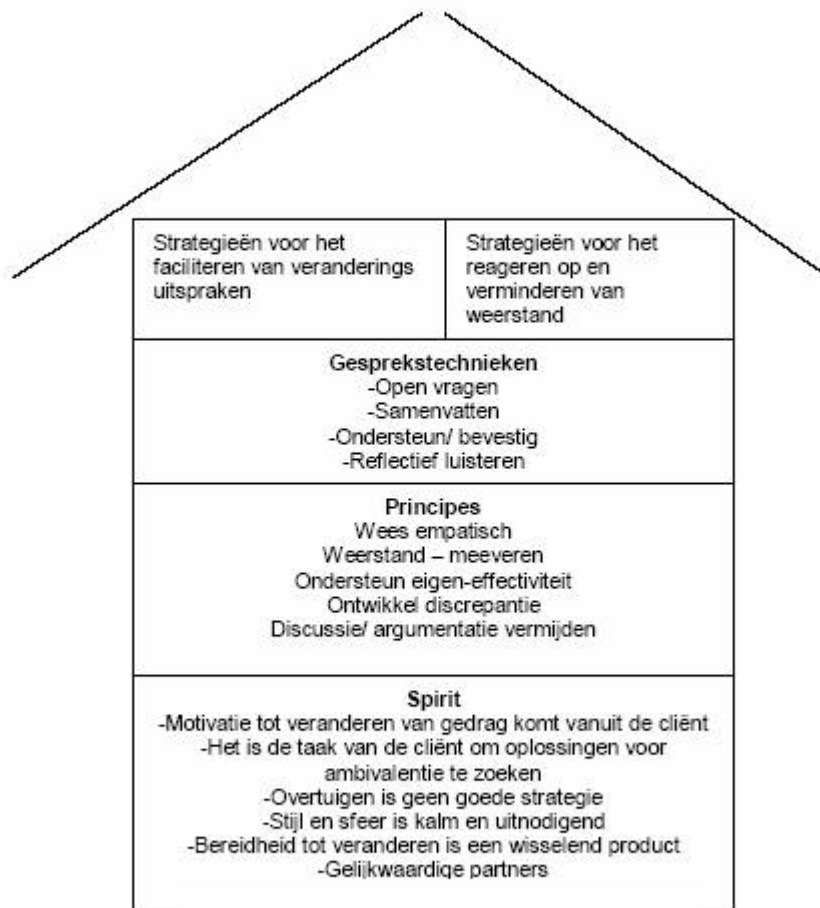 Strategieën voor het
faciliteren van veranderings
uitspraken
Strategieën voor het
reageren op en
verminderen van
weerstand
Gesprekstechnieken
-Open vragen
-Samenvatten
-Ondersteun/ bevestig
-Reflectief luisteren
Principes
Wees empatisch
Weerstand – meeveren
Ondersteun eigen-effectiviteit
Ontwikkel discrepantie
Discussie/ argumentatie vermijden
Spirit
-Motivatie tot veranderen van gedrag komt vanuit de cliënt
-Het is de taak van de cliënt om oplossingen voor
ambivalentie te zoeken
-Overtuigen is geen goede strategie
-Stijl en sfeer is kalm en uitnodigend
-Bereidheid tot veranderen is een wisselend product
-Gelijkwaardige partners